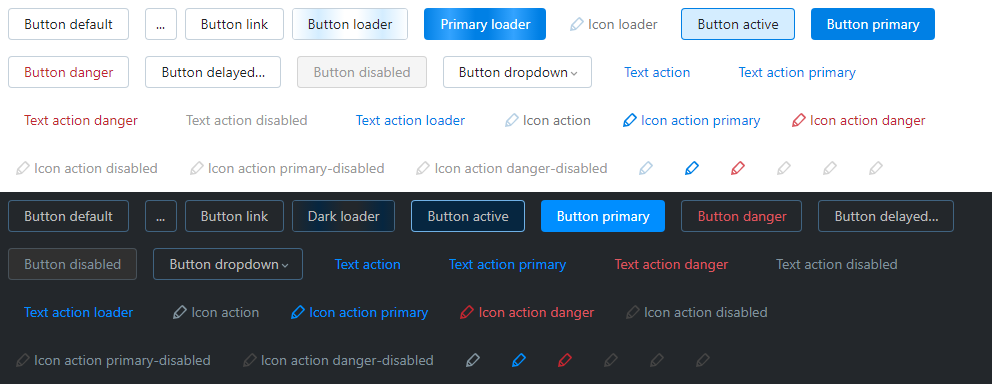 Button default ... Button link Button loader Primary loader Icon loader Button active Button primary
Button danger Button delayed... Button disabled Button dropdown Text action Text action primary
Text action danger Text action disabled Text action loader Icon action Icon action primary Icon action danger
Icon action disabled Icon action primary-disabled Icon action danger-disabled
Button default ... Button link Dark loader Button active Button primary Button danger Button delayed...
Button disabled Button dropdown Text action Text action primary Text action danger Text action disabled
Text action loader Icon action Icon action primary Icon action danger Icon action disabled
Icon action primary-disabled Icon action danger-disabled